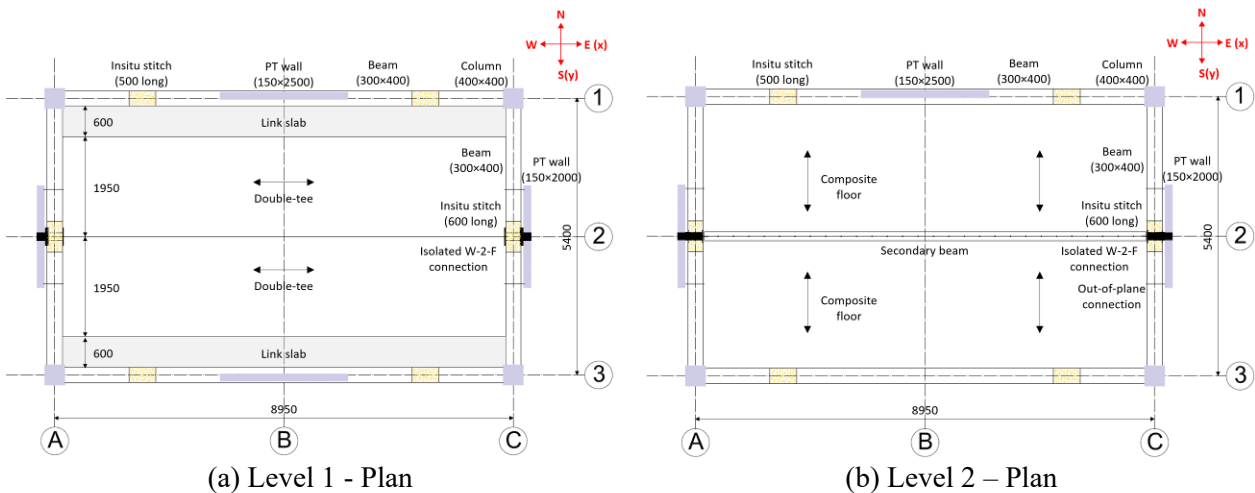 N
W
E (x)
S(y)
Insitu stitch
(500 long)
PT wall
(150×2500)
Beam
(300×400)
Column
(400×400)
1
600
Link slab
Beam
(300×400)
PT wall
(150×2000)
1950
Double-tee
Insitu stitch
(600 long)
5400
2
Isolated W-2-F
connection
1950
Double-tee
600
Link slab
3
8950
A
B
C
(a) Level 1 - Plan
N
W
E (x)
S(y)
Insitu stitch
(500 long)
PT wall
(150×2500)
Beam
(300×400)
Column
(400×400)
1
Composite
floor
Beam
(300×400)
PT wall
(150×2000)
Insitu stitch
(600 long)
5400
2
Secondary beam
Isolated W-2-F
connection
Composite
floor
Out-of-plane
connection
3
8950
A
B
C
(b) Level 2 – Plan